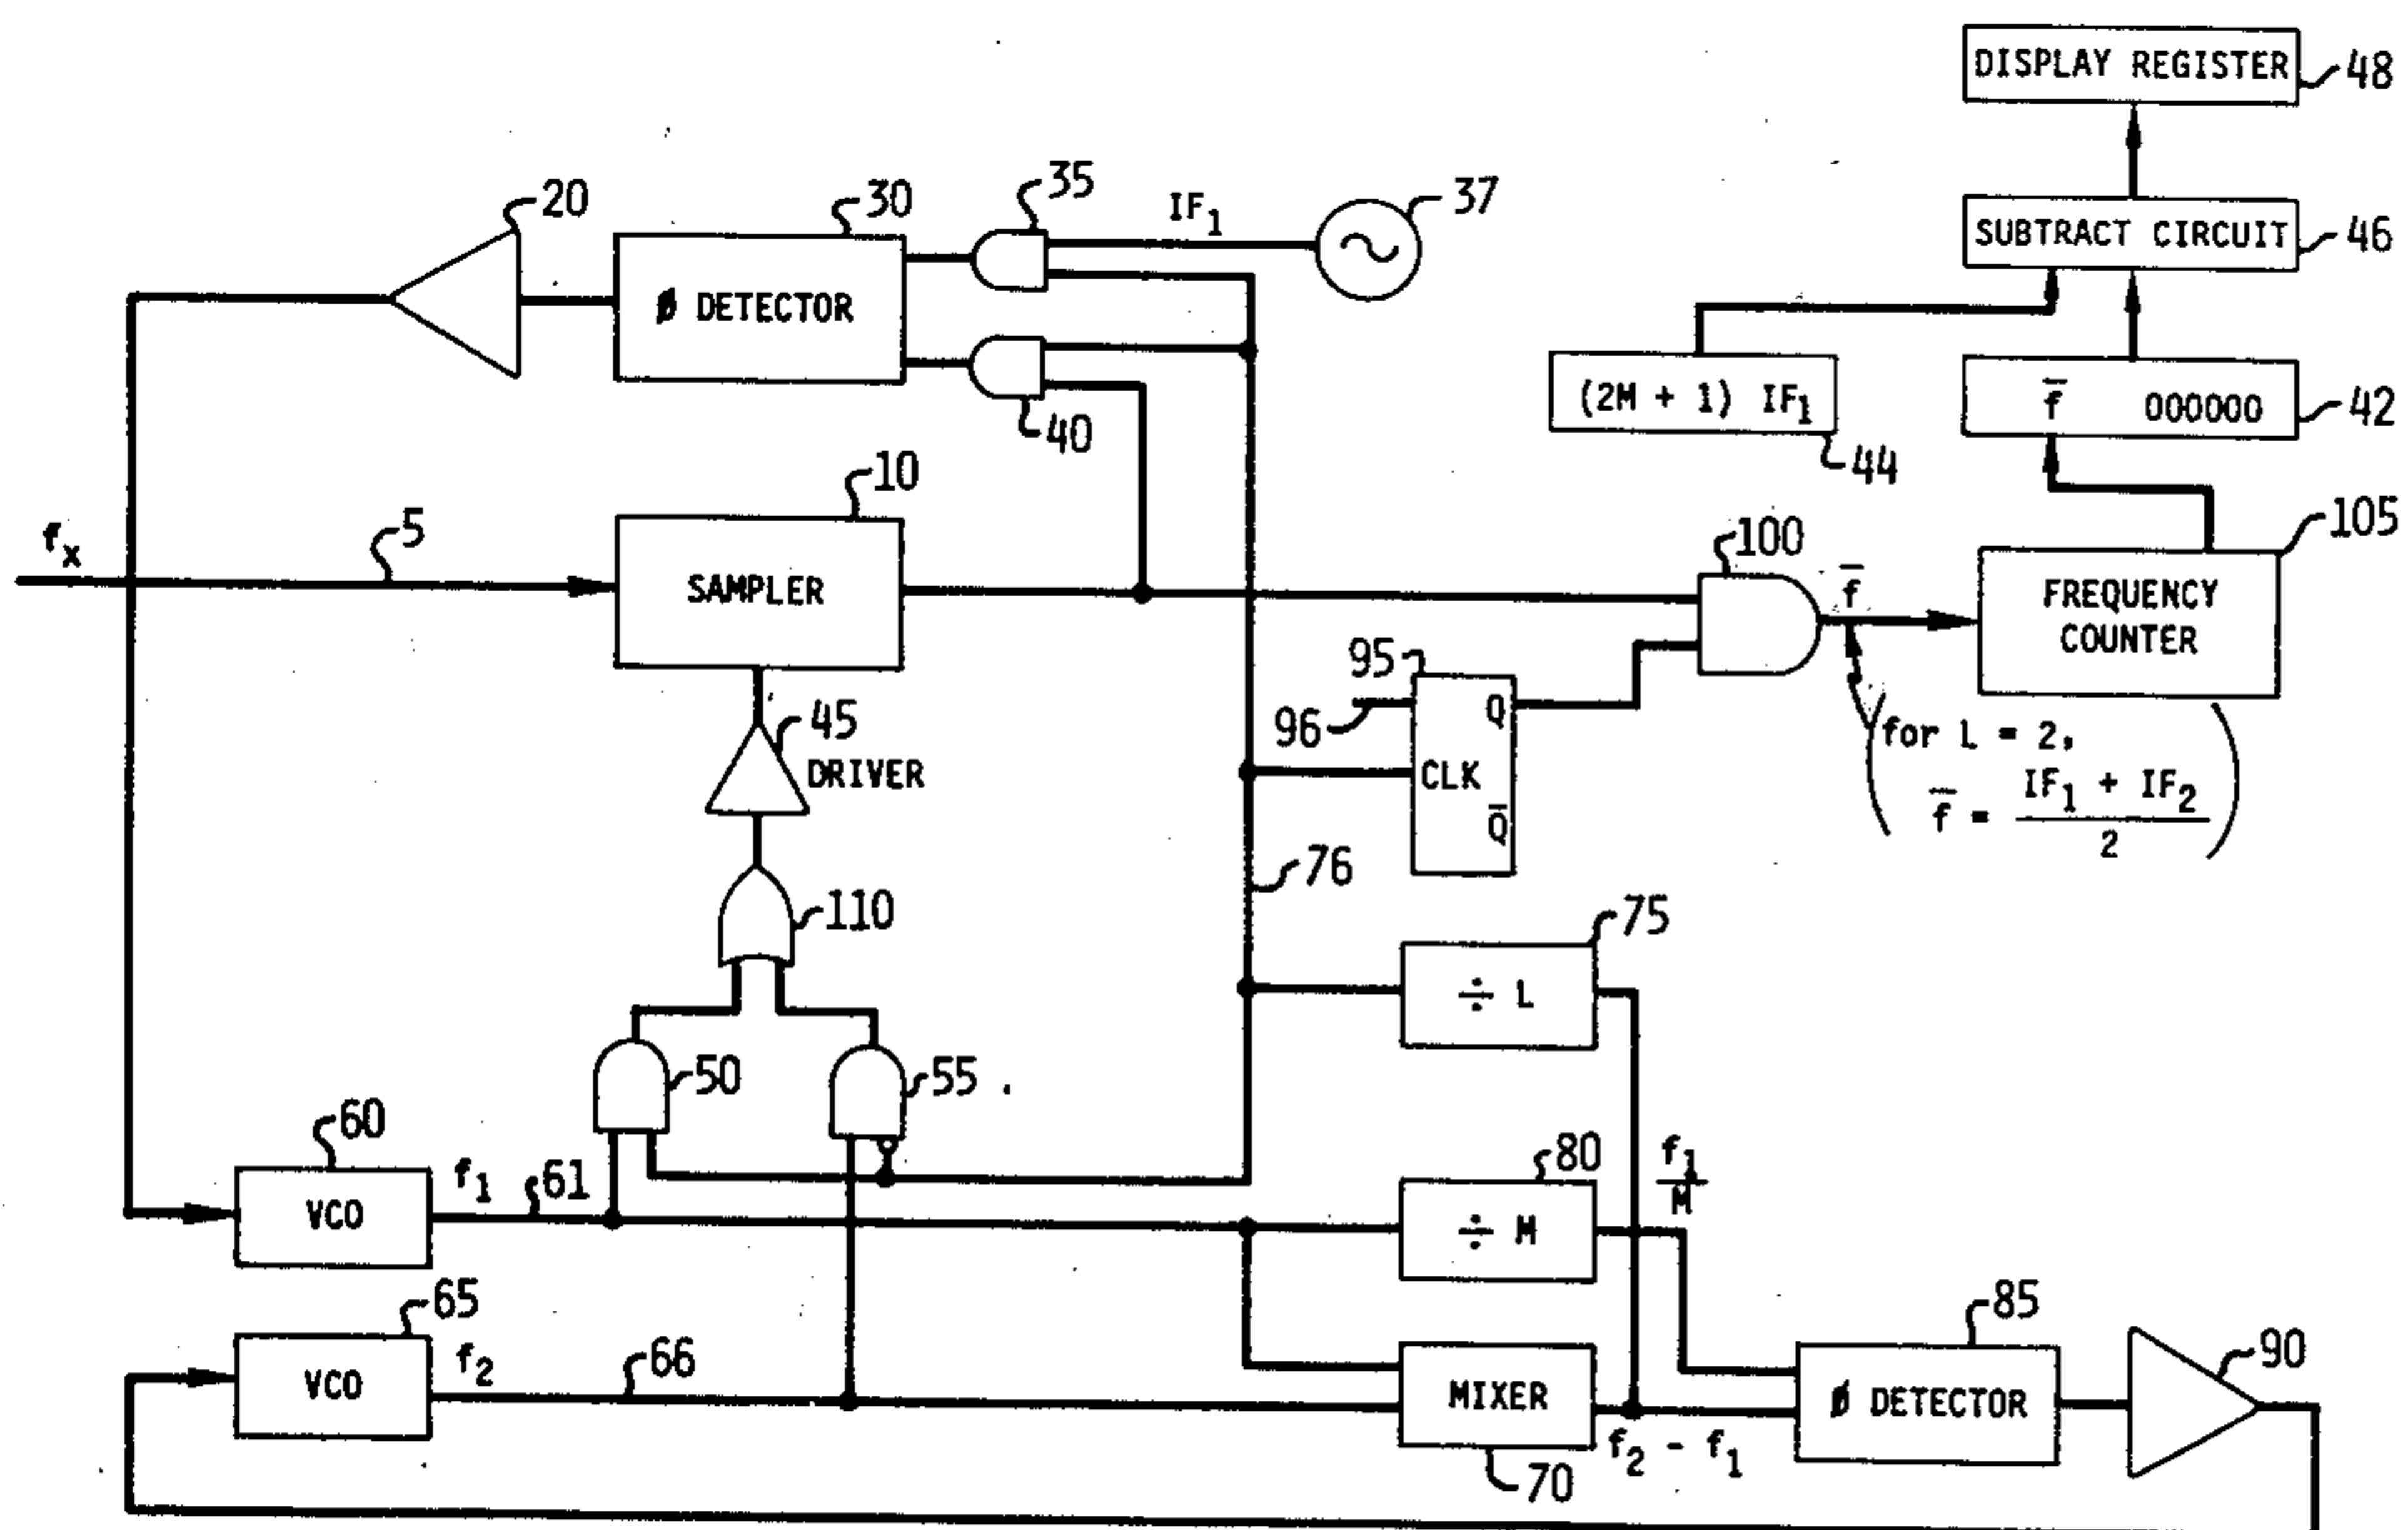 DISPLAY REGISTER
48
SUBTRACT CIRCUIT
46
20
30
35
IF₁
37
Ø DETECTOR
(2M + 1) IF₁
44
f̅ 000000
42
40
10
fₓ
5
SAMPLER
100
f̅
FREQUENCY
COUNTER
105
95
96
Q
CLK
Q̅
(for L = 2,
f̅ = IF₁ + IF₂
2)
45
DRIVER
76
110
75
÷ L
50
55
60
VCO
f₁
61
80
÷ M
f₁
M
65
VCO
f₂
66
MIXER
70
f₂ - f₁
85
Ø DETECTOR
90